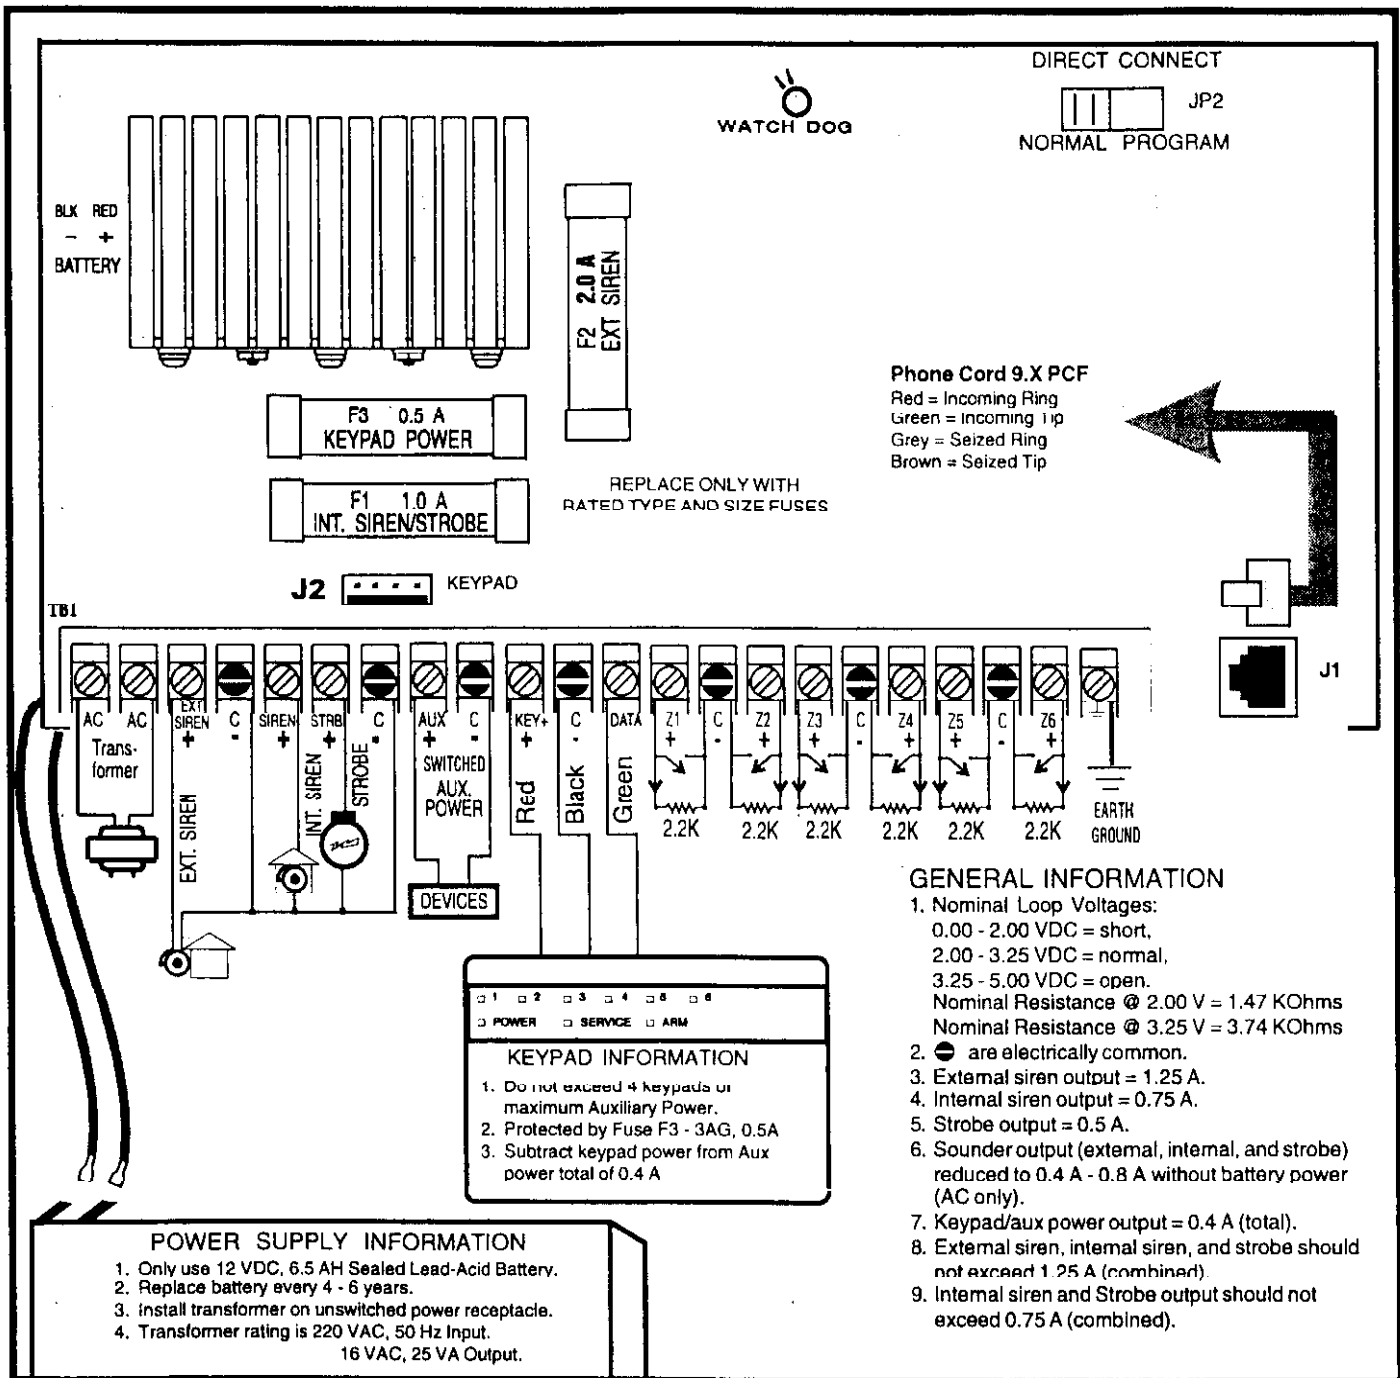 DIRECT CONNECT
JP2
NORMAL PROGRAM
WATCH DOG
BLK RED
- +
BATTERY
F2 2.0 A
EXT SIREN
F3 0.5 A
KEYPAD POWER
F1 1.0 A
INT. SIREN/STROBE
REPLACE ONLY WITH
RATED TYPE AND SIZE FUSES
Phone Cord 9.X PCF
Red = Incoming Ring
Green = Incoming Tip
Grey = Seized Ring
Brown = Seized Tip
J2
KEYPAD
TB1
J1
AC AC EXT SIREN + C - SIREN + STRB + C - AUX + C - KEY+ + C - DATA Z1 + C - Z2 + Z3 + C - Z4 + Z5 + C - Z6 +
Trans-
former
EXT. SIREN
INT. SIREN
STROBE
SWITCHED
AUX.
POWER
DEVICES
Red
Black
Green
2.2K 2.2K 2.2K 2.2K 2.2K 2.2K
EARTH
GROUND
1 2 3 4 5 6
POWER SERVICE ARM
KEYPAD INFORMATION
1. Do not exceed 4 keypads or
maximum Auxiliary Power.
2. Protected by Fuse F3 - 3AG, 0.5A
3. Subtract keypad power from Aux
power total of 0.4 A
GENERAL INFORMATION
1. Nominal Loop Voltages:
0.00 - 2.00 VDC = short,
2.00 - 3.25 VDC = normal,
3.25 - 5.00 VDC = open.
Nominal Resistance @ 2.00 V = 1.47 KOhms
Nominal Resistance @ 3.25 V = 3.74 KOhms
2. are electrically common.
3. External siren output = 1.25 A.
4. Internal siren output = 0.75 A.
5. Strobe output = 0.5 A.
6. Sounder output (external, internal, and strobe)
reduced to 0.4 A - 0.8 A without battery power
(AC only).
7. Keypad/aux power output = 0.4 A (total).
8. External siren, internal siren, and strobe should
not exceed 1.25 A (combined).
9. Internal siren and Strobe output should not
exceed 0.75 A (combined).
POWER SUPPLY INFORMATION
1. Only use 12 VDC, 6.5 AH Sealed Lead-Acid Battery.
2. Replace battery every 4 - 6 years.
3. Install transformer on unswitched power receptacle.
4. Transformer rating is 220 VAC, 50 Hz Input.
16 VAC, 25 VA Output.